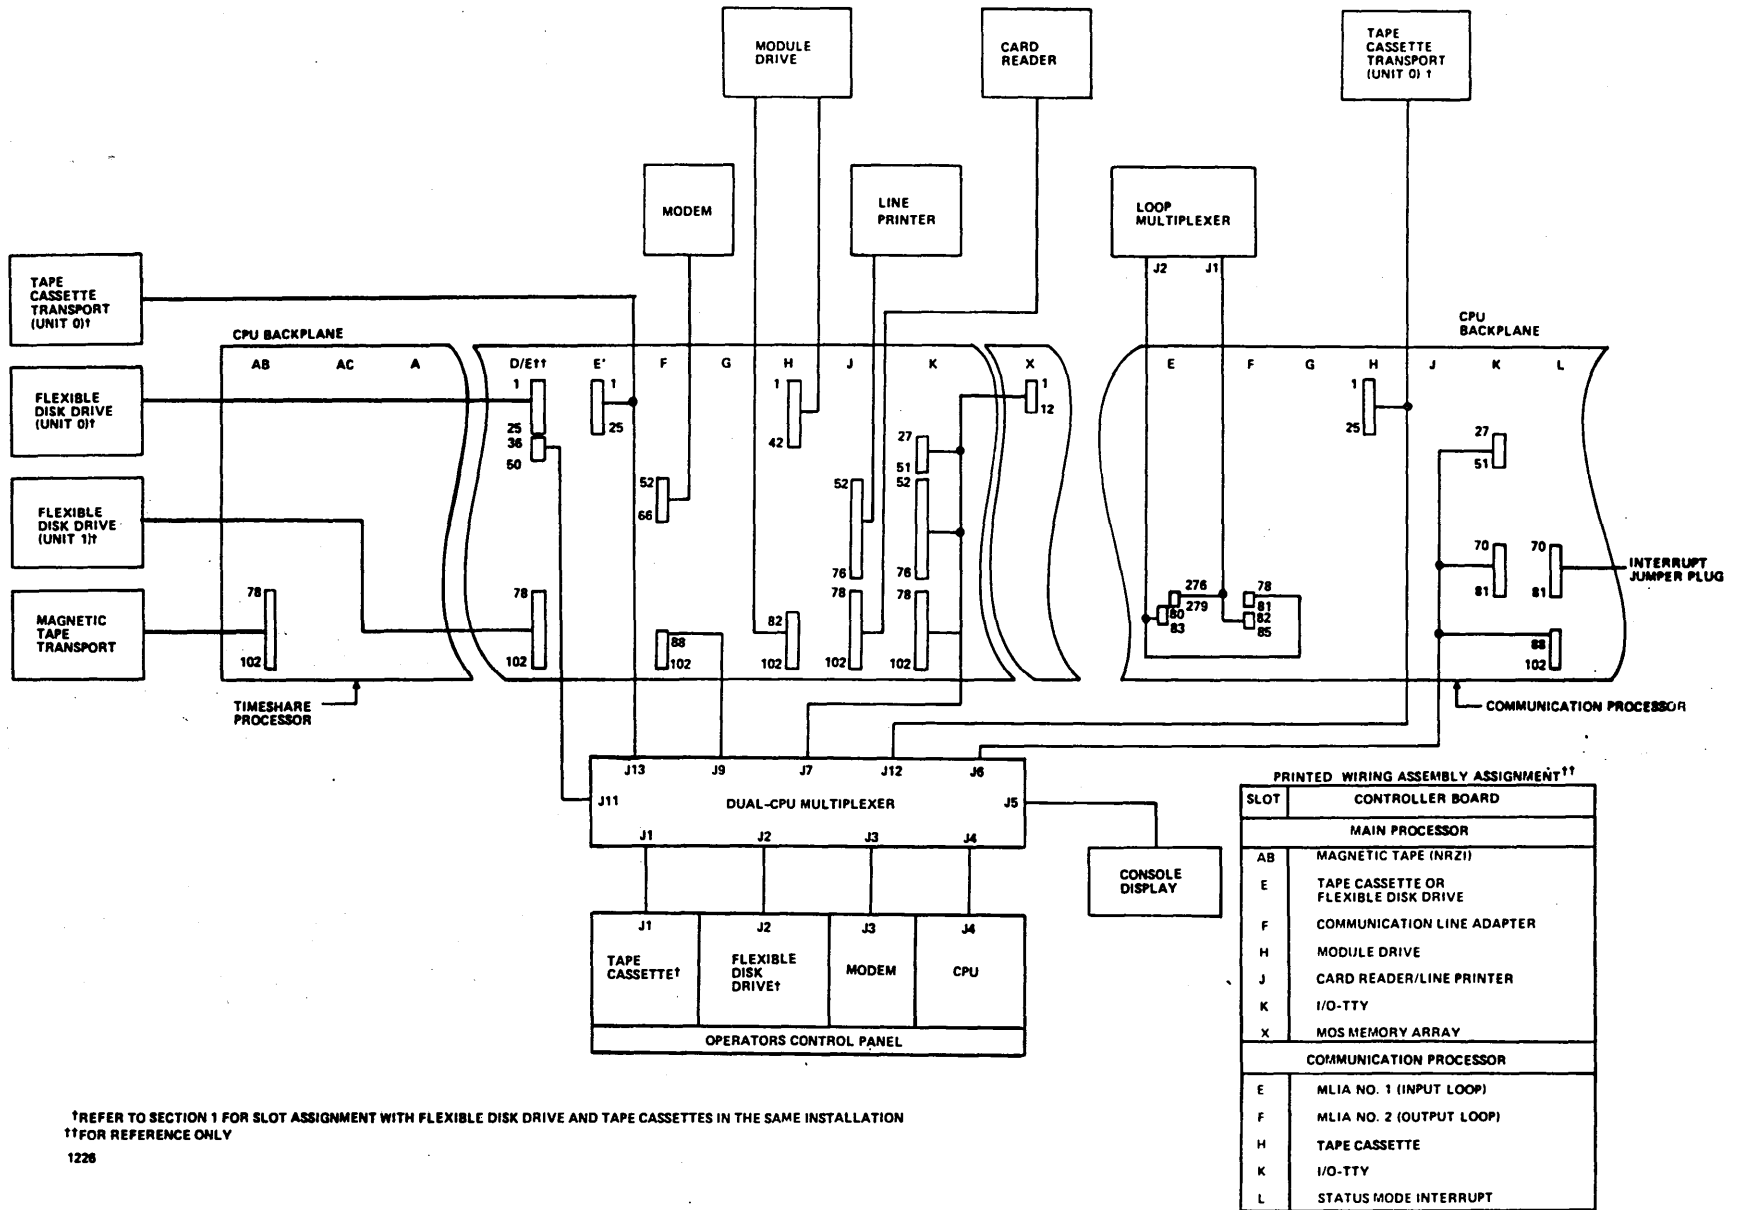 MODULE
DRIVE
CARD
READER
TAPE
CASSETTE
TRANSPORT
(UNIT 0) †
MODEM
LINE
PRINTER
LOOP
MULTIPLEXER
J2
J1
TAPE
CASSETTE
TRANSPORT
(UNIT 0)†
FLEXIBLE
DISK DRIVE
(UNIT 0)†
FLEXIBLE
DISK DRIVE
(UNIT 1)†
MAGNETIC
TAPE
TRANSPORT
CPU BACKPLANE
AB AC A D/E†† E' F G H J K X
CPU
BACKPLANE
E F G H J K L
78
102
1
25
36
50
78
102
1
25
52
66
88
102
1
42
82
102
52
76
78
102
27
51
52
76
78
102
1
12
276
279
80
83
78
81
82
85
1
25
27
51
70
81
70
81
88
102
INTERRUPT
JUMPER PLUG
TIMESHARE
PROCESSOR
COMMUNICATION PROCESSOR
J13 J9 J7 J12 J6
J11 DUAL-CPU MULTIPLEXER J5
J1 J2 J3 J4
CONSOLE
DISPLAY
J1 J2 J3 J4
TAPE
CASSETTE†
FLEXIBLE
DISK
DRIVE†
MODEM
CPU
OPERATORS CONTROL PANEL
PRINTED WIRING ASSEMBLY ASSIGNMENT††
SLOT CONTROLLER BOARD
MAIN PROCESSOR
AB MAGNETIC TAPE (NRZI)
E TAPE CASSETTE OR
FLEXIBLE DISK DRIVE
F COMMUNICATION LINE ADAPTER
H MODULE DRIVE
J CARD READER/LINE PRINTER
K I/O-TTY
X MOS MEMORY ARRAY
COMMUNICATION PROCESSOR
E MLIA NO. 1 (INPUT LOOP)
F MLIA NO. 2 (OUTPUT LOOP)
H TAPE CASSETTE
K I/O-TTY
L STATUS MODE INTERRUPT
†REFER TO SECTION 1 FOR SLOT ASSIGNMENT WITH FLEXIBLE DISK DRIVE AND TAPE CASSETTES IN THE SAME INSTALLATION
††FOR REFERENCE ONLY
1226